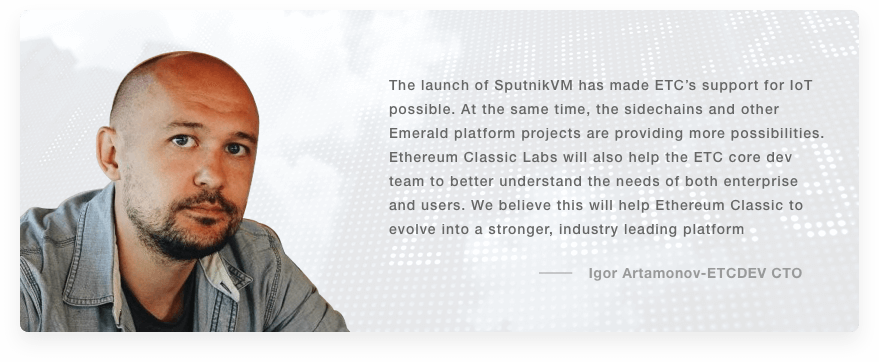 The launch of SputnikVM has made ETC's support for IoT
possible. At the same time, the sidechains and other
Emerald platform projects are providing more possibilities.
Ethereum Classic Labs will also help the ETC core dev
team to better understand the needs of both enterprise
and users. We believe this will help Ethereum Classic to
evolve into a stronger, industry leading platform
Igor Artamonov-ETCDEV CTO